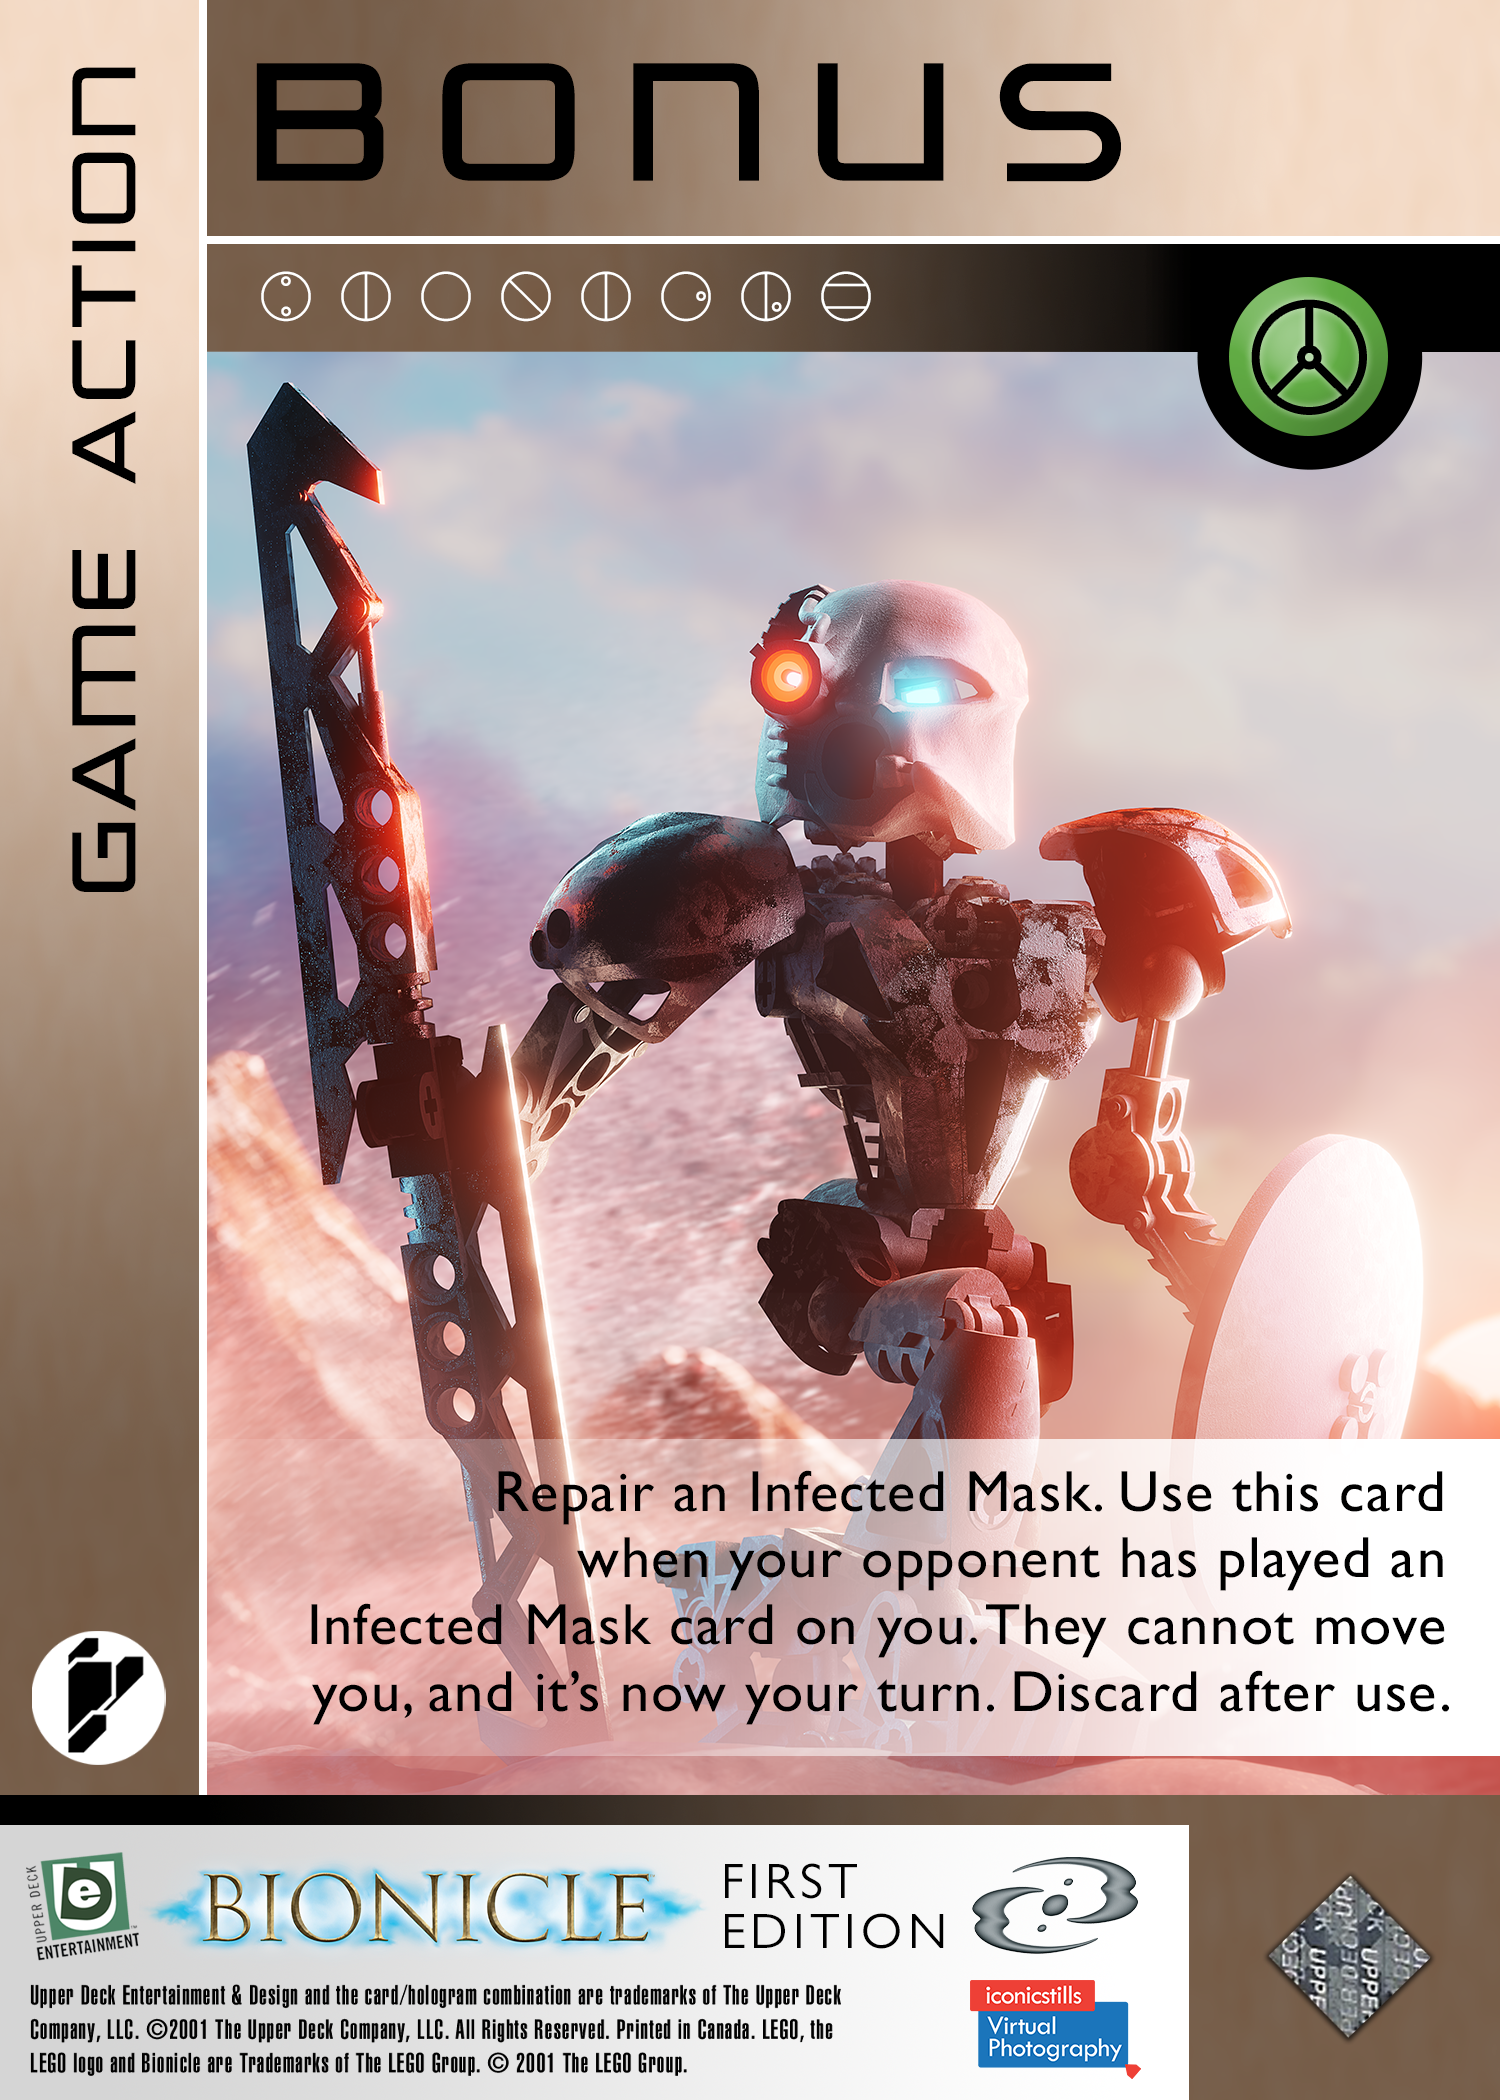 BONUS
GAME ACTION
Repair an Infected Mask. Use this card
when your opponent has played an
Infected Mask card on you. They cannot move
you, and it's now your turn. Discard after use.
UPPER DECK
e
ENTERTAINMENT
BIONICLE
FIRST
EDITION
Upper Deck Entertainment & Design and the card/hologram combination are trademarks of The Upper Deck
Company, LLC. ©2001 The Upper Deck Company, LLC. All Rights Reserved. Printed in Canada. LEGO, the
LEGO logo and Bionicle are Trademarks of The LEGO Group. © 2001 The LEGO Group.
iconicstills
Virtual
Photography